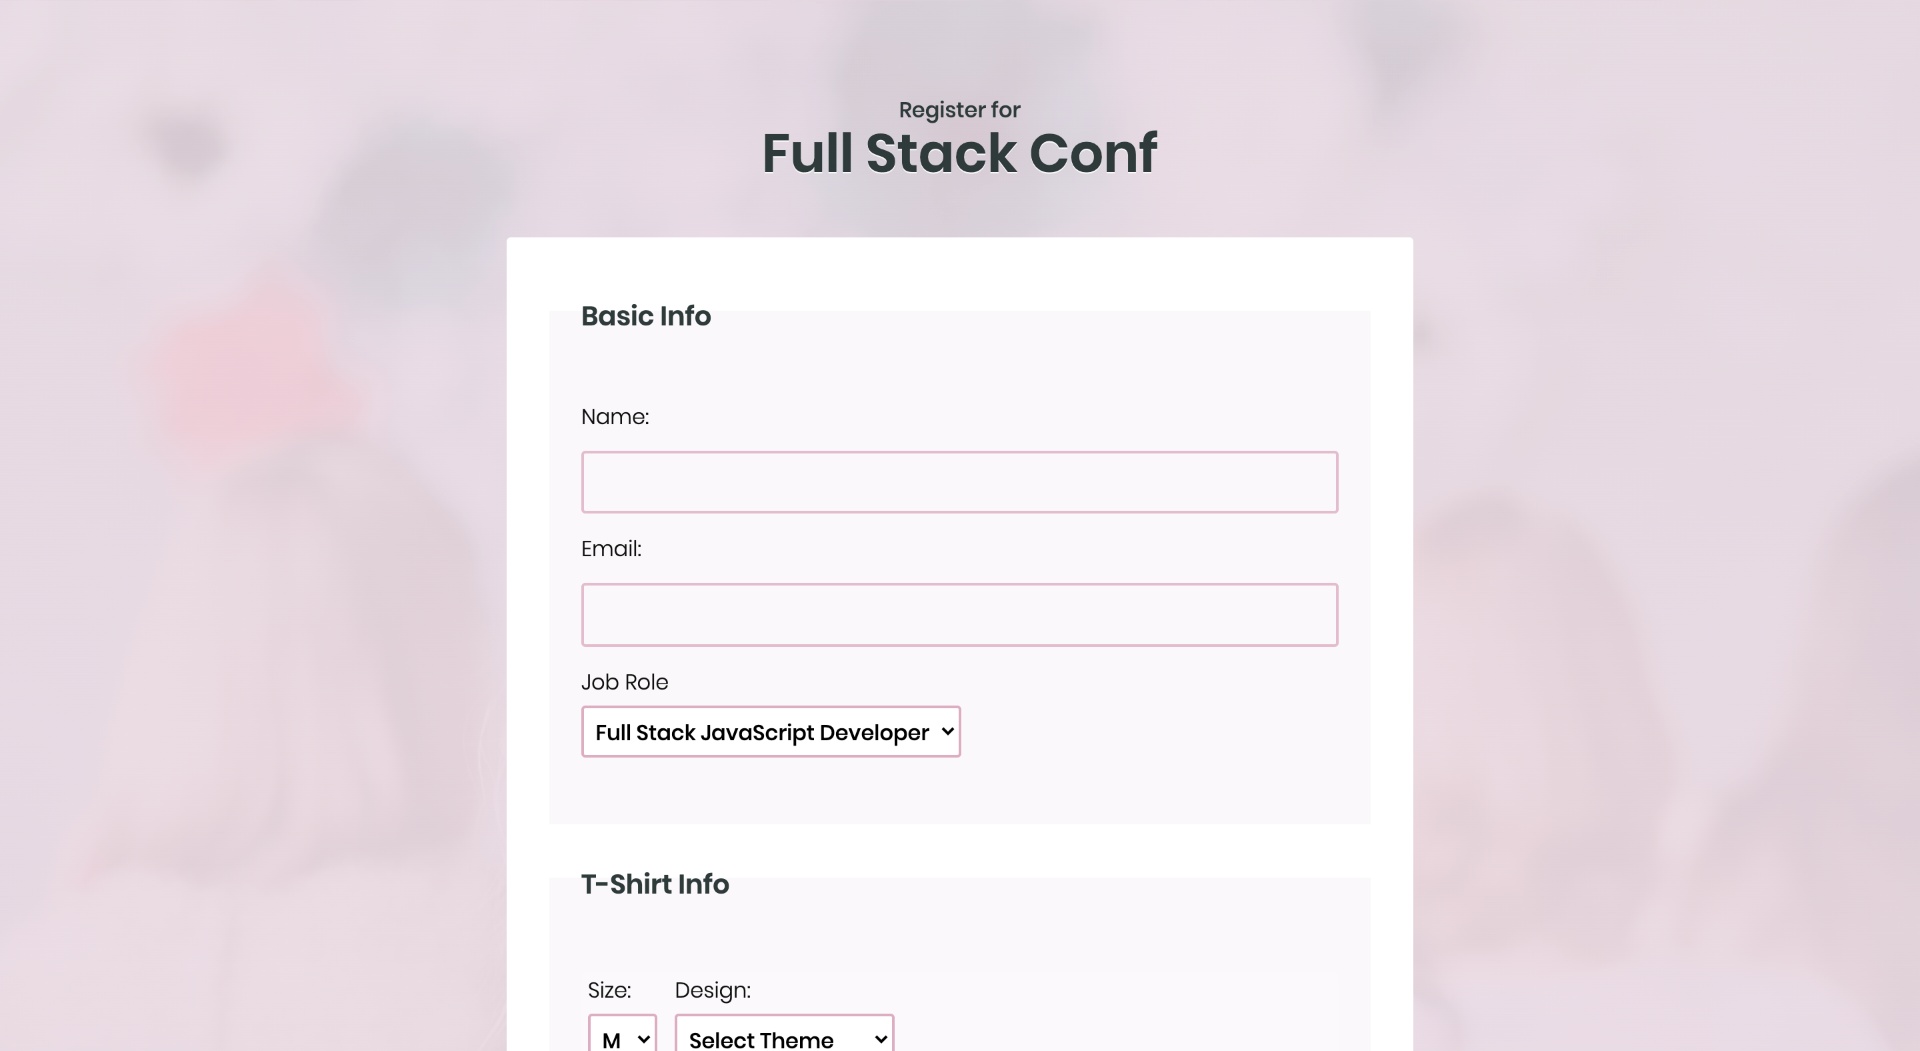 Register for
Full Stack Conf
Basic Info
Name:
Email:
Job Role
Full Stack JavaScript Developer
T-Shirt Info
Size: Design:
M Select Theme